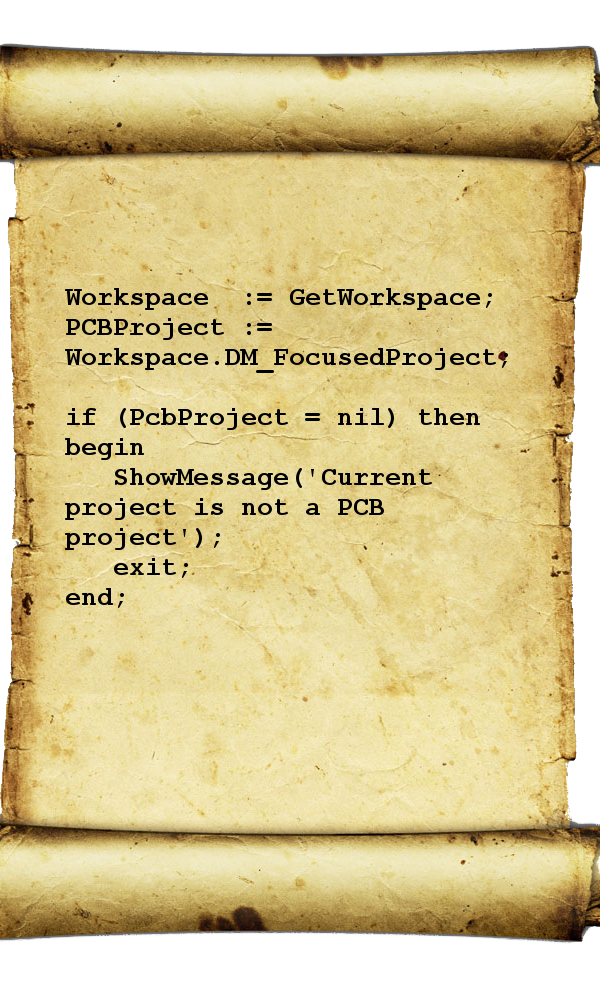 Workspace  := GetWorkspace;
PCBProject :=
Workspace.DM_FocusedProject;

if (PcbProject = nil) then
begin
   ShowMessage('Current
project is not a PCB
project');
   exit;
end;